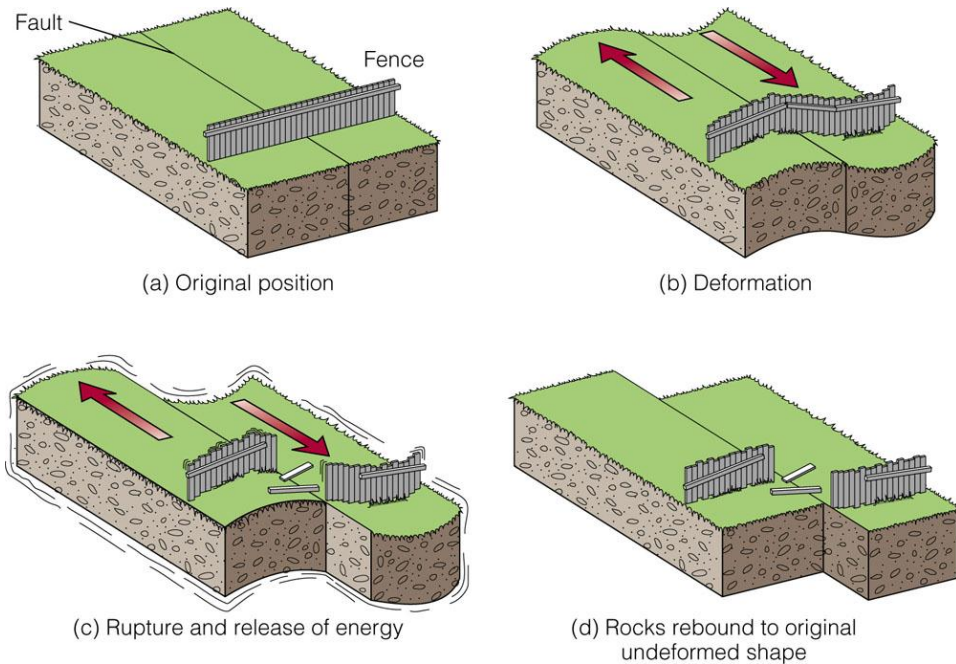 Fault
Fence
(a) Original position
(b) Deformation
(c) Rupture and release of energy
(d) Rocks rebound to original
undeformed shape